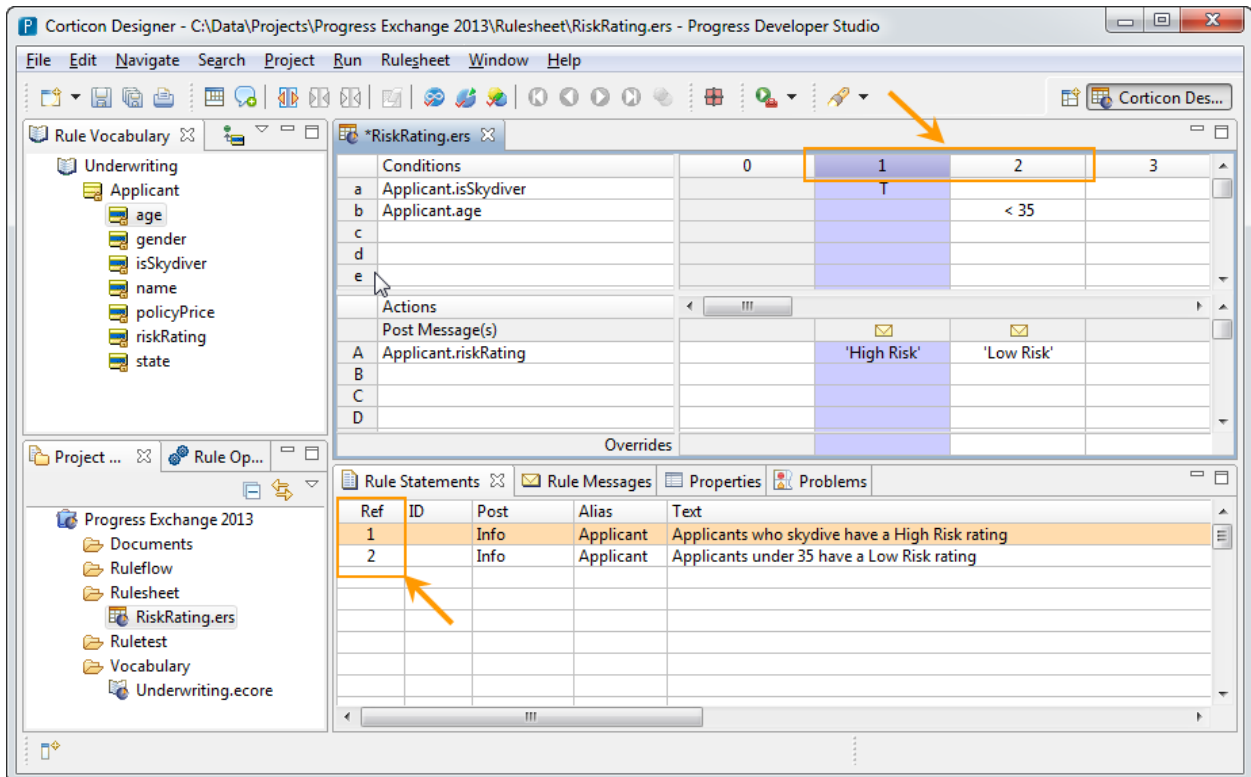 Corticon Designer - C:\Data\Projects\Progress Exchange 2013\Rulesheet\RiskRating.ers - Progress Developer Studio
File Edit Navigate Search Project Run Rulesheet Window Help
Corticon Des...
Rule Vocabulary
Underwriting
Applicant
age
gender
isSkydiver
name
policyPrice
riskRating
state
*RiskRating.ers
Conditions 0 1 2 3
a Applicant.isSkydiver T
b Applicant.age < 35
c
d
e
Actions
Post Message(s)
A Applicant.riskRating 'High Risk' 'Low Risk'
B
C
D
Overrides
Project ... Rule Op...
Progress Exchange 2013
Documents
Ruleflow
Rulesheet
RiskRating.ers
Ruletest
Vocabulary
Underwriting.ecore
Rule Statements Rule Messages Properties Problems
Ref ID Post Alias Text
1 Info Applicant Applicants who skydive have a High Risk rating
2 Info Applicant Applicants under 35 have a Low Risk rating